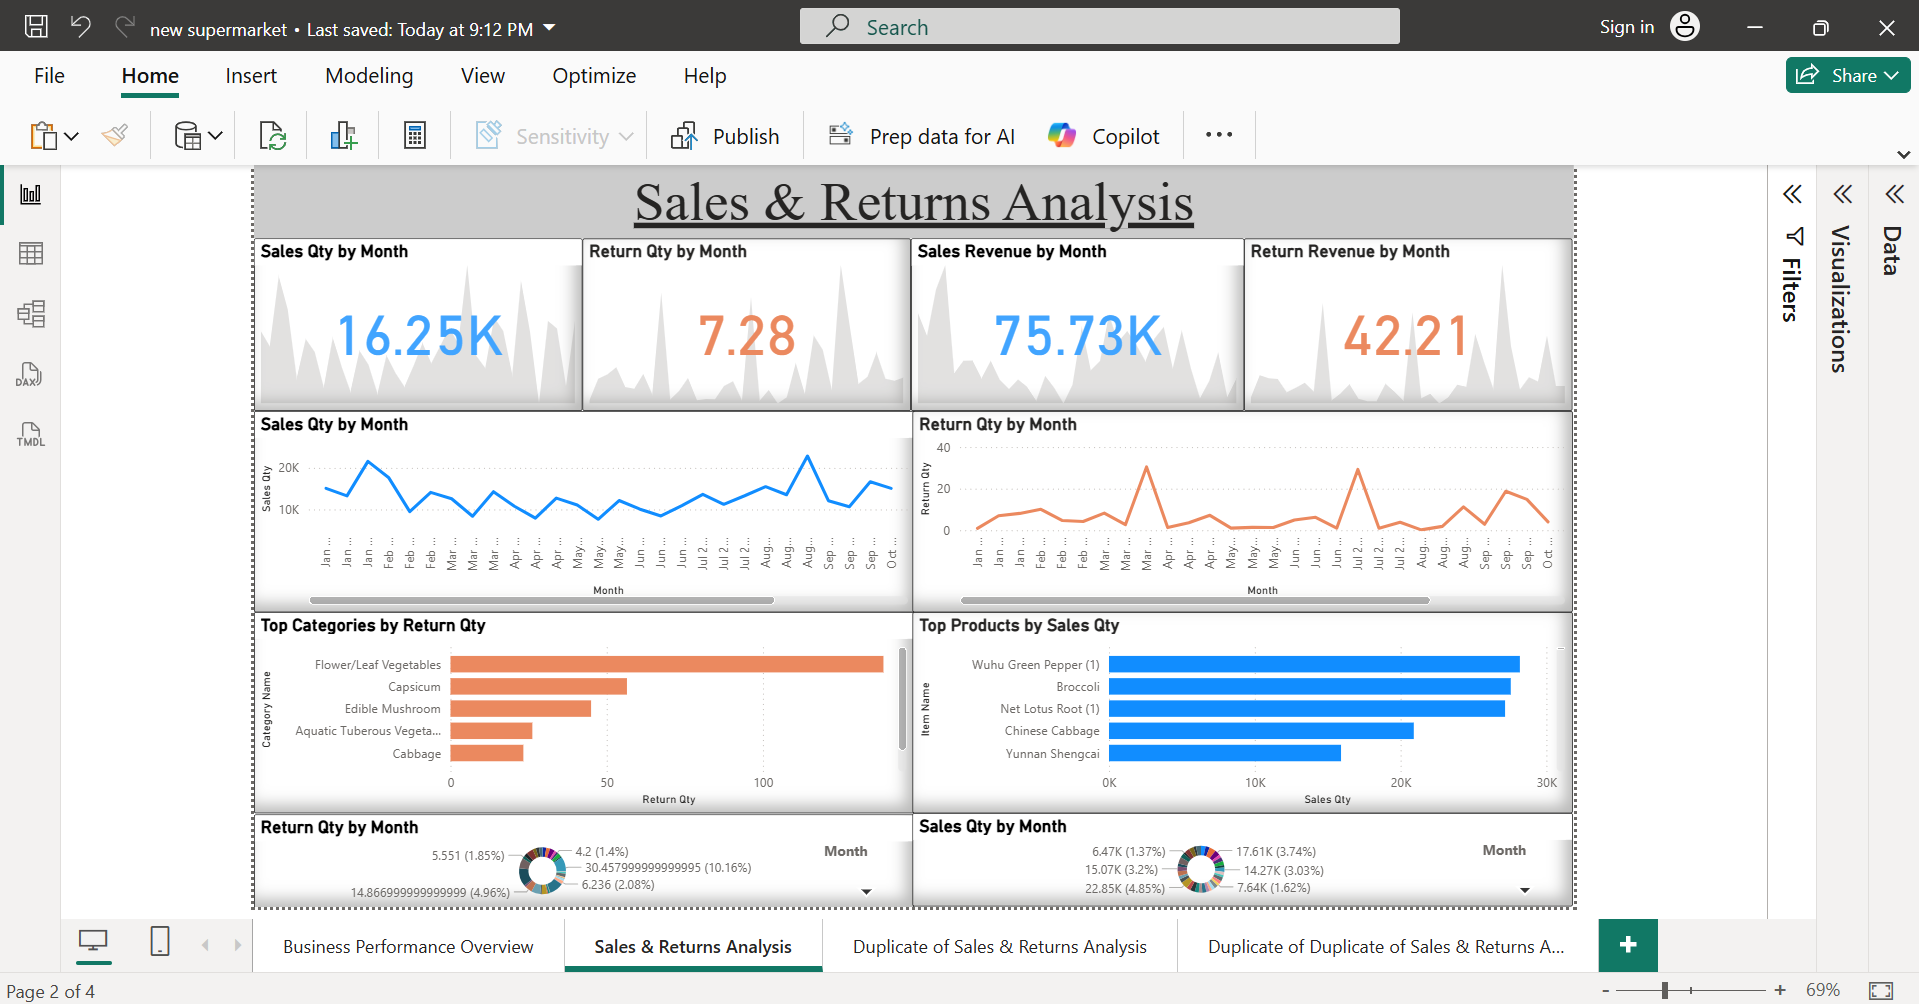 new supermarket • Last saved: Today at 9:12 PM
Search
Sign in
File
Home
Insert
Modeling
View
Optimize
Help
Share
Sensitivity
Publish
Prep data for AI
Copilot
DAX
TMDL
Sales & Returns Analysis
Sales Qty by Month
16.25K
Return Qty by Month
7.28
Sales Revenue by Month
75.73K
Return Revenue by Month
42.21
Sales Qty by Month
Sales Qty
20K
10K
Jan ...
Jan ...
Jan ...
Feb ...
Feb ...
Feb ...
Mar ...
Mar ...
Mar ...
Apr ...
Apr ...
Apr ...
May...
May...
May...
Jun ...
Jun ...
Jun ...
Jul 2...
Jul 2...
Jul 2...
Aug...
Aug...
Aug...
Sep ...
Sep ...
Sep ...
Oct ...
Month
Return Qty by Month
Return Qty
40
20
0
Jan ...
Jan ...
Jan ...
Feb ...
Feb ...
Feb ...
Mar ...
Mar ...
Mar ...
Apr ...
Apr ...
Apr ...
May...
May...
May...
Jun ...
Jun ...
Jun ...
Jul 2...
Jul 2...
Jul 2...
Aug...
Aug...
Aug...
Sep ...
Sep ...
Sep ...
Oct ...
Month
Top Categories by Return Qty
Category Name
Flower/Leaf Vegetables
Capsicum
Edible Mushroom
Aquatic Tuberous Vegeta...
Cabbage
0
50
100
Return Qty
Top Products by Sales Qty
Item Name
Wuhu Green Pepper (1)
Broccoli
Net Lotus Root (1)
Chinese Cabbage
Yunnan Shengcai
0K
10K
20K
30K
Sales Qty
Return Qty by Month
5.551 (1.85%)
4.2 (1.4%)
30.457999999999995 (10.16%)
6.236 (2.08%)
14.866999999999999 (4.96%)
Month
Sales Qty by Month
6.47K (1.37%)
17.61K (3.74%)
15.07K (3.2%)
14.27K (3.03%)
22.85K (4.85%)
7.64K (1.62%)
Month
Filters
Visualizations
Data
Business Performance Overview
Sales & Returns Analysis
Duplicate of Sales & Returns Analysis
Duplicate of Duplicate of Sales & Returns A...
Page 2 of 4
69%